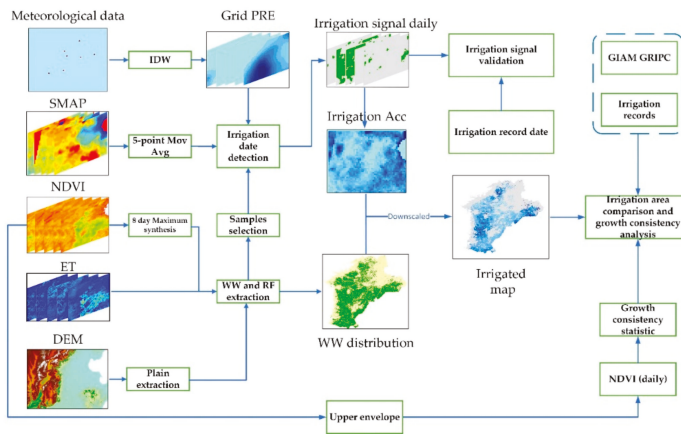 Meteorological data
IDW
Grid PRE
Irrigation signal daily
Irrigation signal
validation
GIAM GRIPC
Irrigation
records
SMAP
5-point Mov
Avg
Irrigation
date
detection
Irrigation Acc
Irrigation record date
NDVI
8 day Maximum
synthesis
Samples
selection
Downscaled
Irrigation area
comparison and
growth consistency
analysis
ET
WW and RF
extraction
WW distribution
Irrigated
map
Growth
consistency
statistic
DEM
Plain
extraction
NDVI (daily)
Upper envelope